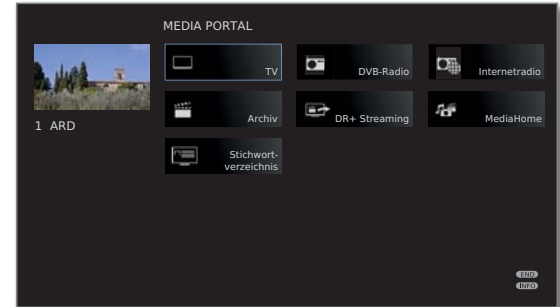 MEDIA PORTAL
TV
DVB-Radio
Internetradio
1 ARD
Archiv
DR+ Streaming
MediaHome
Stichwort-
verzeichnis
END
INFO